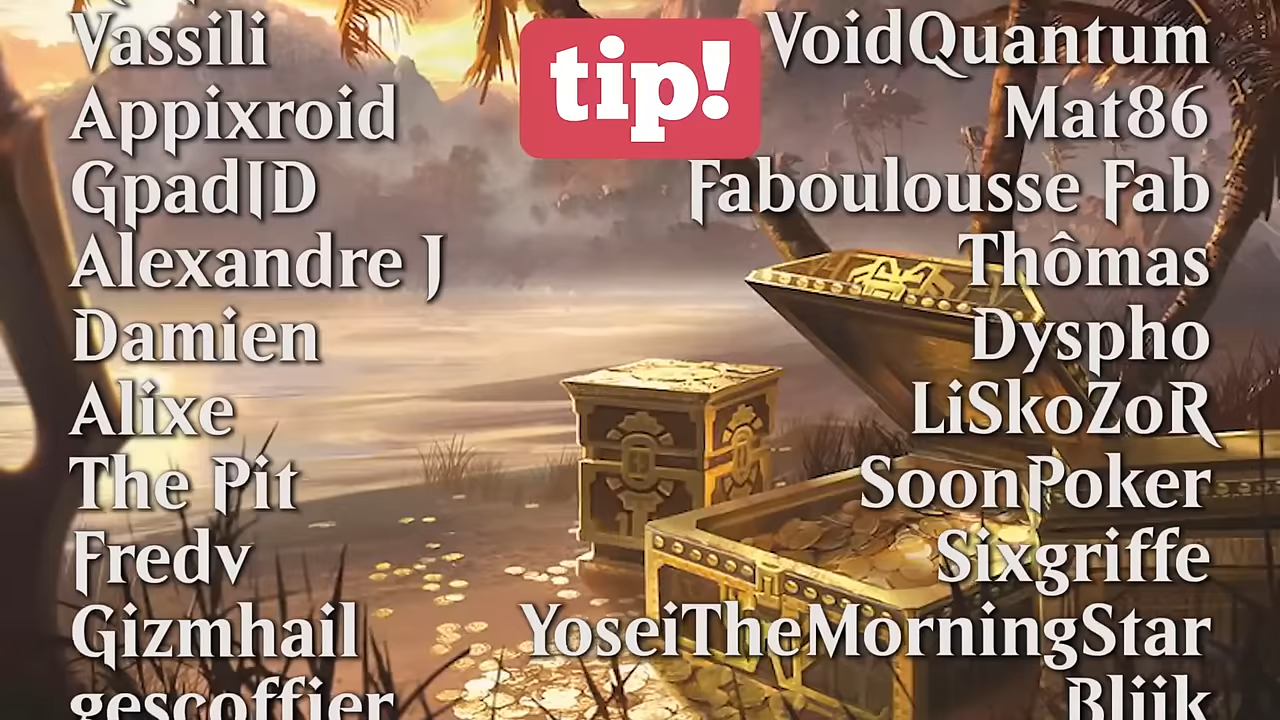 tip!
Vassili
Appixroid
GpadID
Alexandre J
Damien
Alixe
The Pit
Fredv
Gizmhail
gescoffier
VoidQuantum
Mat86
Faboulousse Fab
Thômas
Dyspho
LiSkoZoR
SoonPoker
Sixgriffe
YoseiTheMorningStar